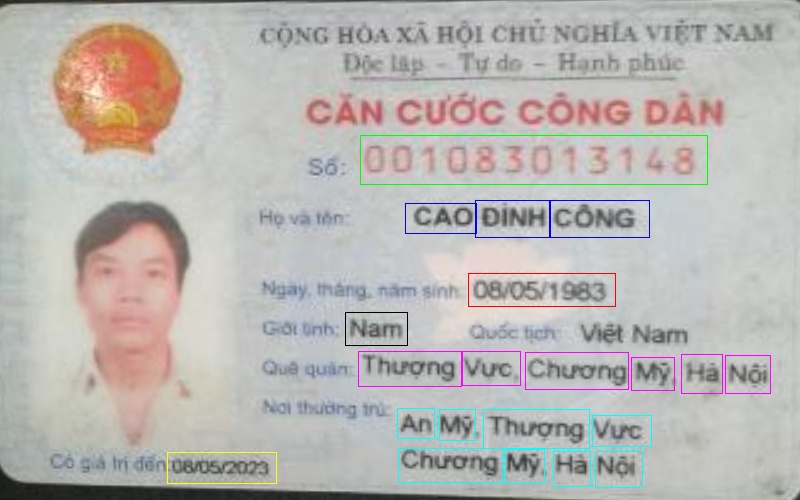 CỘNG HÒA XÃ HỘI CHỦ NGHĨA VIỆT NAM
Độc lập - Tự do - Hạnh phúc
CĂN CƯỚC CÔNG DÂN
Số: 001083013148
Họ và tên: CAO ĐÌNH CÔNG
Ngày, tháng, năm sinh: 08/05/1983
Giới tính: Nam Quốc tịch: Việt Nam
Quê quán: Thượng Vực, Chương Mỹ, Hà Nội
Nơi thường trú: An Mỹ, Thượng Vực
Chương Mỹ, Hà Nội
Có giá trị đến: 08/05/2023